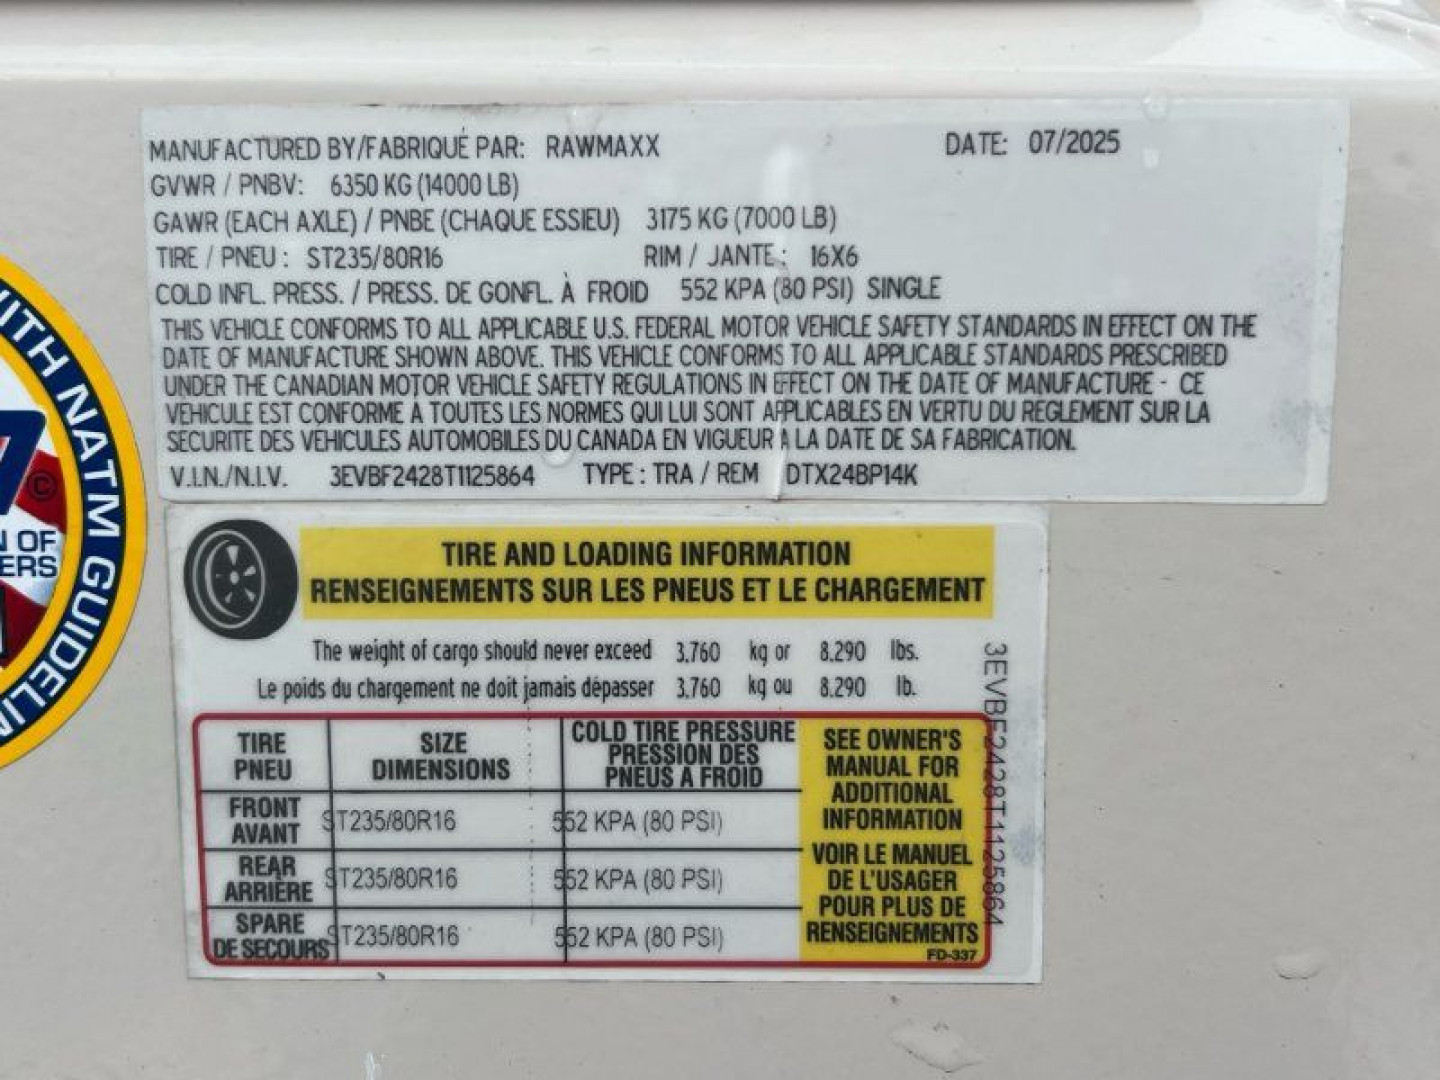 MANUFACTURED BY/FABRIQUÉ PAR: RAWMAXX DATE: 07/2025
GVWR / PNBV: 6350 KG (14000 LB)
GAWR (EACH AXLE) / PNBE (CHAQUE ESSIEU) 3175 KG (7000 LB)
TIRE / PNEU : ST235/80R16 RIM / JANTE : 16X6
COLD INFL. PRESS. / PRESS. DE GONFL. À FROID 552 KPA (80 PSI) SINGLE
THIS VEHICLE CONFORMS TO ALL APPLICABLE U.S. FEDERAL MOTOR VEHICLE SAFETY STANDARDS IN EFFECT ON THE
DATE OF MANUFACTURE SHOWN ABOVE. THIS VEHICLE CONFORMS TO ALL APPLICABLE STANDARDS PRESCRIBED
UNDER THE CANADIAN MOTOR VEHICLE SAFETY REGULATIONS IN EFFECT ON THE DATE OF MANUFACTURE - CE
VEHICULE EST CONFORME A TOUTES LES NORMES QUI LUI SONT APPLICABLES EN VERTU DU REGLEMENT SUR LA
SECURITE DES VEHICULES AUTOMOBILES DU CANADA EN VIGUEUR A LA DATE DE SA FABRICATION.
V.I.N./N.I.V. 3EVBF2428T1125864 TYPE : TRA / REM DTX24BP14K
WITH NATM GUIDELIN
7 ©
N OF
ERS
TIRE AND LOADING INFORMATION
RENSEIGNEMENTS SUR LES PNEUS ET LE CHARGEMENT
The weight of cargo should never exceed 3,760 kg or 8,290 lbs.
Le poids du chargement ne doit jamais dépasser 3,760 kg ou 8,290 lb.
TIRE
PNEU
SIZE
DIMENSIONS
COLD TIRE PRESSURE
PRESSION DES
PNEUS A FROID
FRONT
AVANT
ST235/80R16
552 KPA (80 PSI)
REAR
ARRIÈRE
ST235/80R16
552 KPA (80 PSI)
SPARE
DE SECOURS
ST235/80R16
552 KPA (80 PSI)
SEE OWNER'S
MANUAL FOR
ADDITIONAL
INFORMATION
VOIR LE MANUEL
DE L'USAGER
POUR PLUS DE
RENSEIGNEMENTS
FD-337
3EVBF2428T1125864